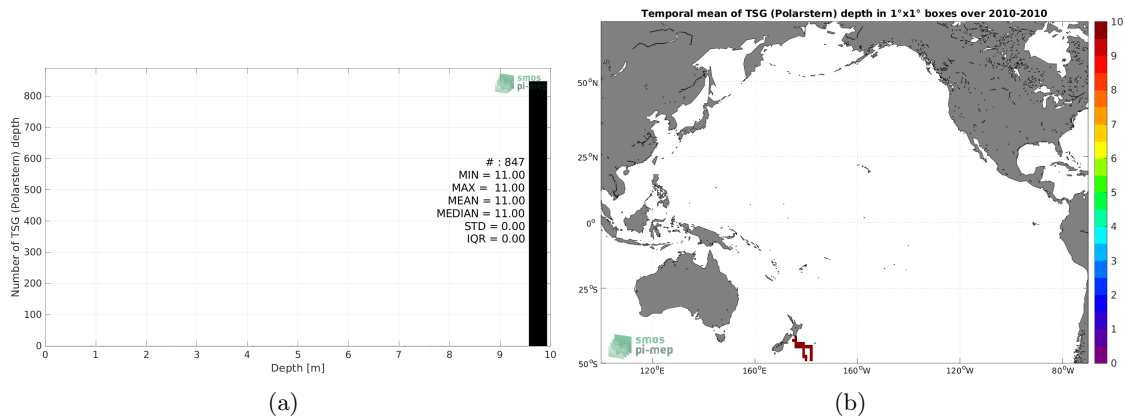 smos
pi-mep
Number of TSG (Polarstern) depth
800
700
600
500
400
300
200
100
0
# : 847
MIN = 11.00
MAX = 11.00
MEAN = 11.00
MEDIAN = 11.00
STD = 0.00
IQR = 0.00
0 1 2 3 4 5 6 7 8 9 10
Depth [m]
(a)
Temporal mean of TSG (Polarstern) depth in 1°x1° boxes over 2010-2010
50°N
25°N
0°
25°S
50°S
120°E 160°E 160°W 120°W 80°W
smos
pi-mep
10
9
8
7
6
5
4
3
2
1
0
(b)